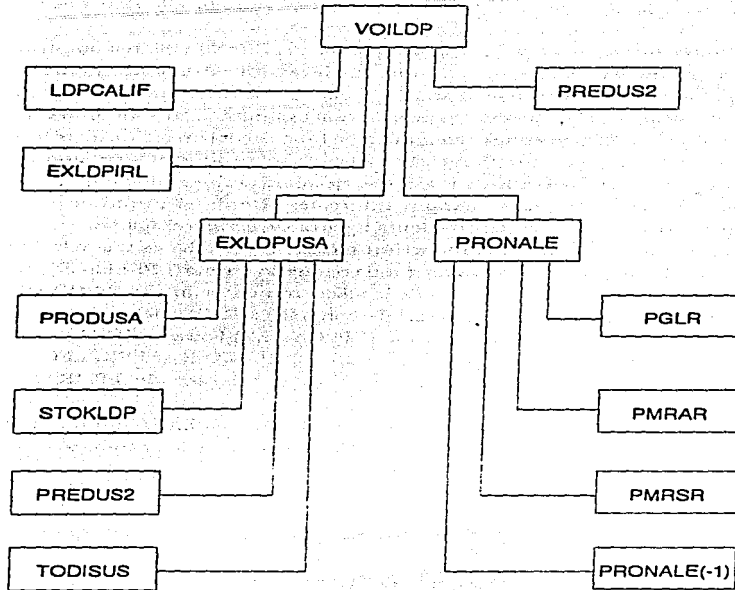 VOILDP
LDPCALIF
PREDUS2
EXLDPIRL
EXLDPUSA
PRONALE
PRODUSA
PGLR
STOKLDP
PMRAR
PREDUS2
PMRSR
TODISUS
PRONALE(-1)